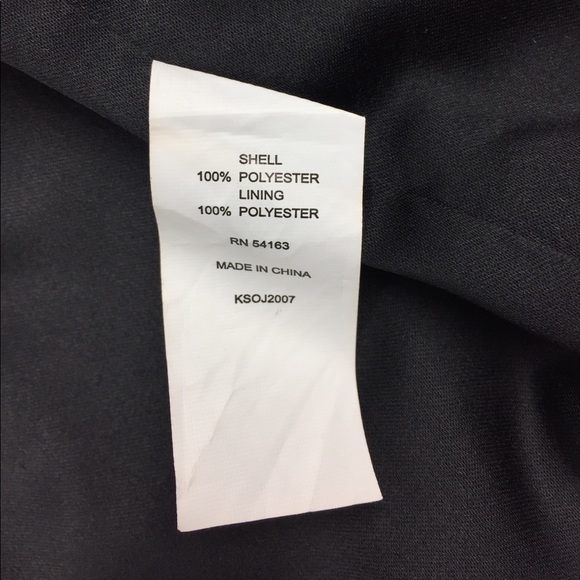 SHELL
100% POLYESTER
LINING
100% POLYESTER
RN 54163
MADE IN CHINA
KSOJ2007